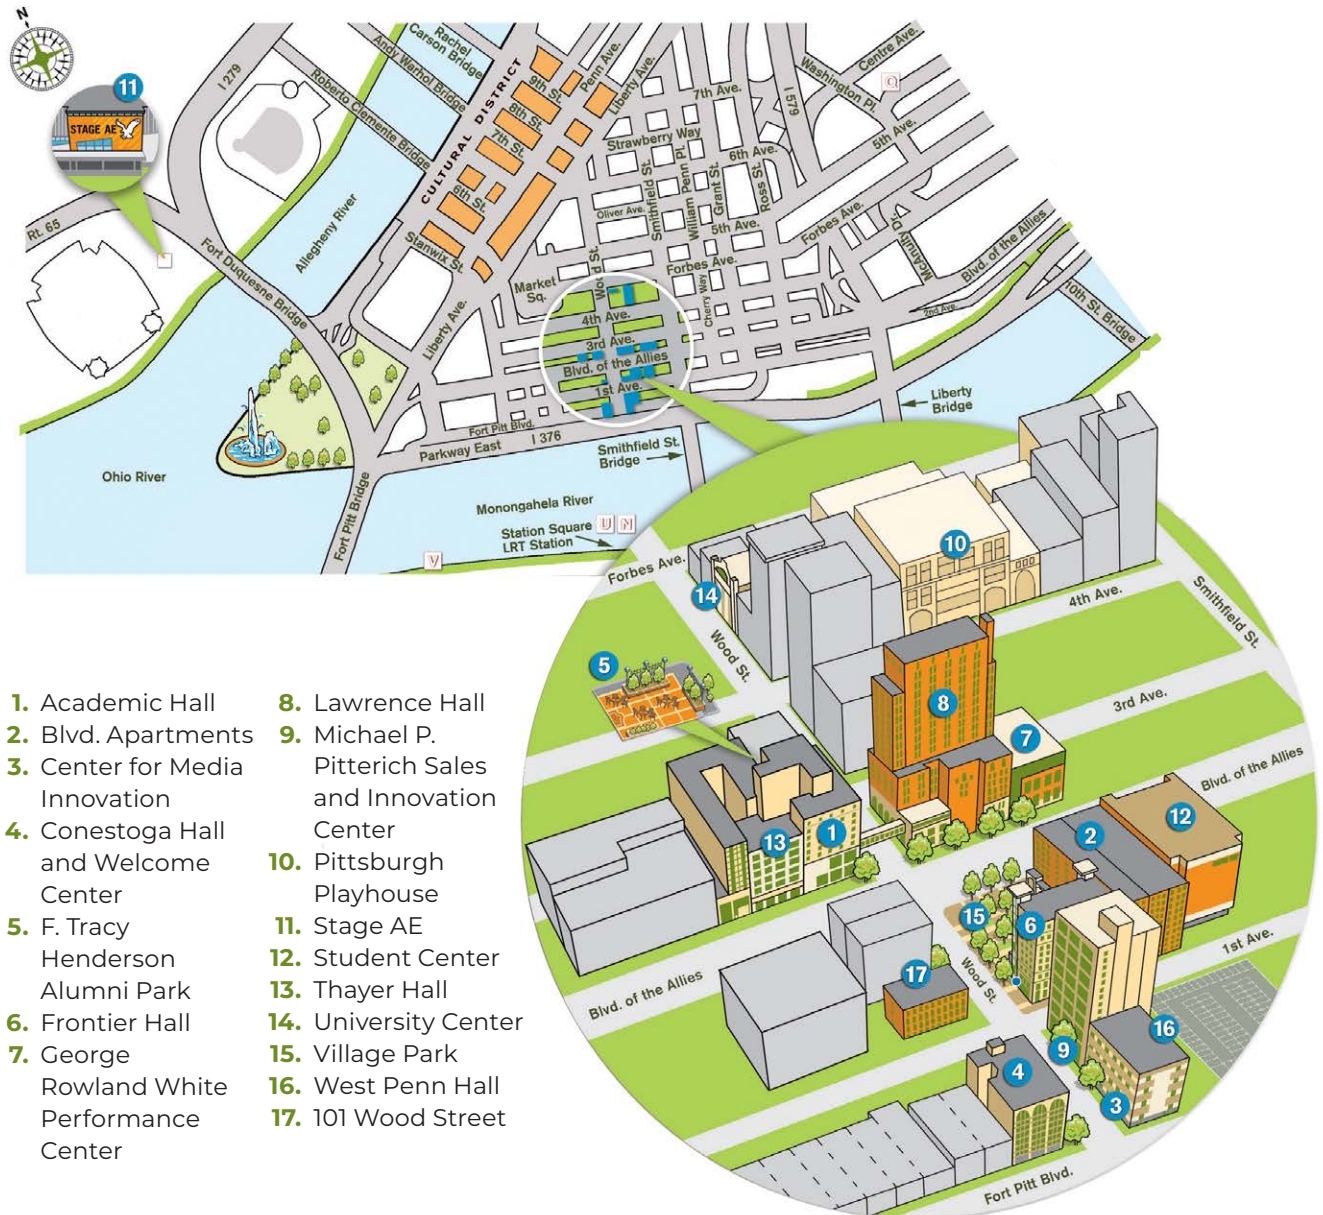 N
11
STAGE AE
I 279
Rt. 65
Roberto Clemente Bridge
Andy Warhol Bridge
Rachel
Carson Bridge
Allegheny River
Fort Duquesne Bridge
CULTURAL DISTRICT
9th St.
8th St.
7th St.
6th St.
Stanwix St.
Penn Ave.
Liberty Ave.
Liberty Ave.
Strawberry Way
7th Ave.
6th Ave.
I 579
Washington Pl.
Centre Ave.
Q
5th Ave.
Oliver Ave.
Smithfield St.
William Penn Pl.
Grant St.
Ross St.
5th Ave.
Forbes Ave.
Forbes Ave.
McAnulty Dr.
Blvd. of the Allies
2nd Ave.
10th St. Bridge
Market
Sq.
Wood St.
Cherry Way
4th Ave.
3rd Ave.
Blvd. of the Allies
1st Ave.
Fort Pitt Blvd.
Parkway East
I 376
Liberty
Bridge
Smithfield St.
Bridge
Ohio River
Fort Pitt Bridge
Monongahela River
Station Square
LRT Station
U
N
V
Forbes Ave.
Wood St.
4th Ave.
Smithfield St.
3rd Ave.
Blvd. of the Allies
1st Ave.
Blvd. of the Allies
Wood St.
Fort Pitt Blvd.
10
14
5
8
7
12
2
13
1
15
6
17
16
9
4
3
1. Academic Hall
2. Blvd. Apartments
3. Center for Media
Innovation
4. Conestoga Hall
and Welcome
Center
5. F. Tracy
Henderson
Alumni Park
6. Frontier Hall
7. George
Rowland White
Performance
Center
8. Lawrence Hall
9. Michael P.
Pitterich Sales
and Innovation
Center
10. Pittsburgh
Playhouse
11. Stage AE
12. Student Center
13. Thayer Hall
14. University Center
15. Village Park
16. West Penn Hall
17. 101 Wood Street